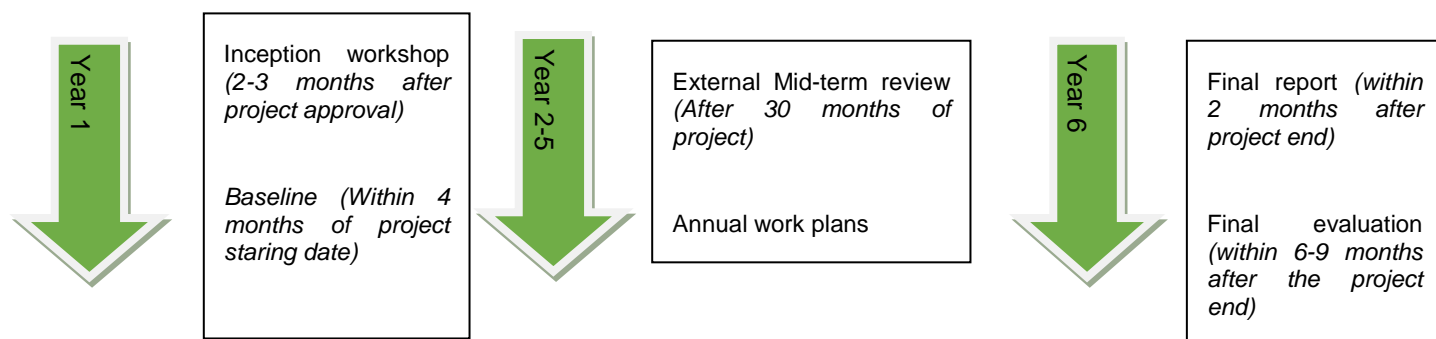 Year 1
Inception workshop
(2-3 months after
project approval)
Baseline (Within 4
months of project
staring date)
Year 2-5
External Mid-term review
(After 30 months of
project)
Annual work plans
Year 6
Final report (within
2 months after
project end)
Final evaluation
(within 6-9 months
after the project
end)